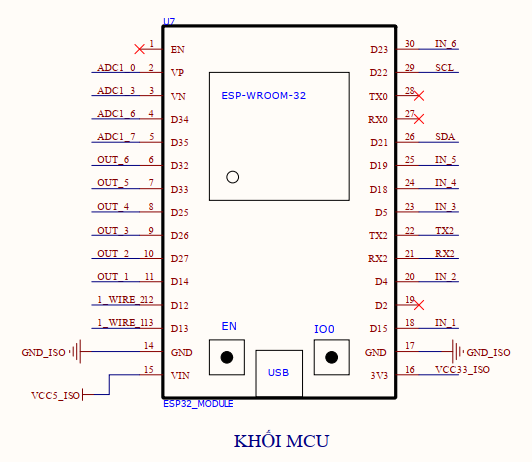 U7
1 EN D23 30 IN_6
ADC1_0 2 VP D22 29 SCL
ADC1_3 3 VN TX0 28
ADC1_6 4 D34 RX0 27
ADC1_7 5 D35 D21 26 SDA
OUT_6 6 D32 D19 25 IN_5
OUT_5 7 D33 D18 24 IN_4
OUT_4 8 D25 D5 23 IN_3
OUT_3 9 D26 TX2 22 TX2
OUT_2 10 D27 RX2 21 RX2
OUT_1 11 D14 D4 20 IN_2
1_WIRE_2 12 D12 D2 19
1_WIRE_1 13 D13 D15 18 IN_1
GND_ISO 14 GND GND 17 GND_ISO
VCC5_ISO 15 VIN 3V3 16 VCC33_ISO
ESP-WROOM-32
EN
IO0
USB
ESP32_MODULE
KHỐI MCU